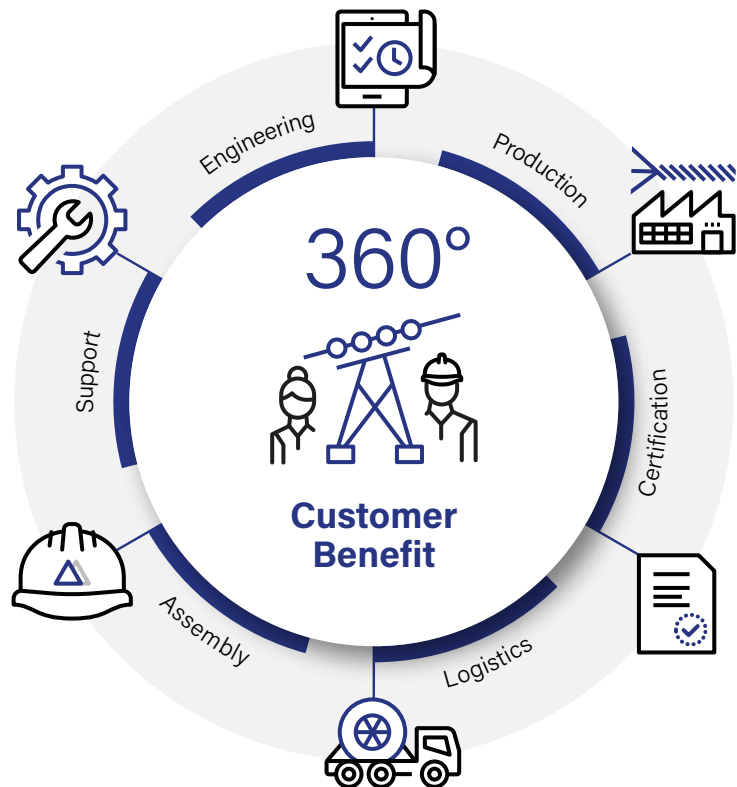 Engineering
Production
360°
Support
Certification
Customer
Benefit
Assembly
Logistics